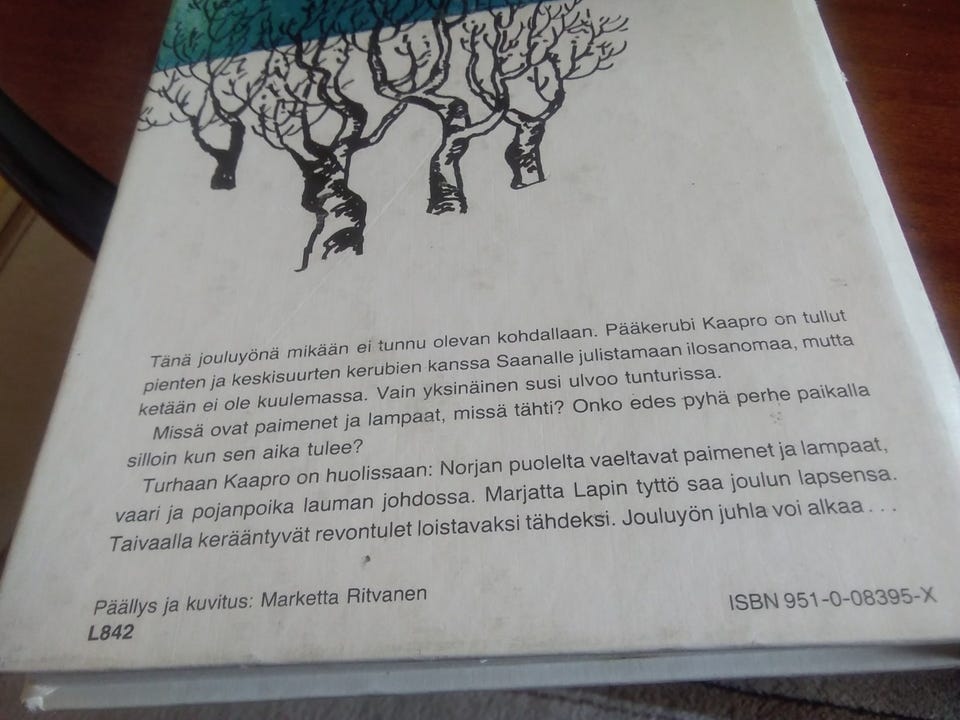 Tänä jouluyönä mikään ei tunnu olevan kohdallaan. Pääkerubi Kaapro on tullut
pienten ja keskisuurten kerubien kanssa Saanalle julistamaan ilosanomaa, mutta
ketään ei ole kuulemassa. Vain yksinäinen susi ulvoo tunturissa.
Missä ovat paimenet ja lampaat, missä tähti? Onko edes pyhä perhe paikalla
silloin kun sen aika tulee?
Turhaan Kaapro on huolissaan: Norjan puolelta vaeltavat paimenet ja lampaat,
vaari ja pojanpoika lauman johdossa. Marjatta Lapin tyttö saa joulun lapsensa.
Taivaalla kerääntyvät revontulet loistavaksi tähdeksi. Jouluyön juhla voi alkaa . . .
Päällys ja kuvitus: Marketta Ritvanen
L842
ISBN 951-0-08395-X